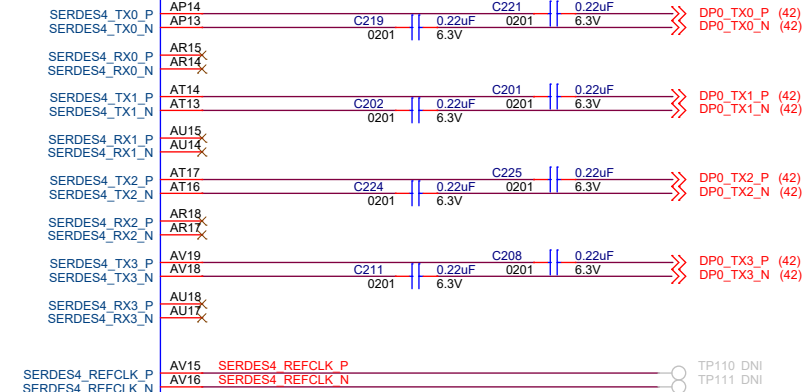 SERDES4_TX0_P AP14 C221 0.22uF DP0_TX0_P (42)
SERDES4_TX0_N AP13 C219 0.22uF 0201 6.3V DP0_TX0_N (42)
0201 6.3V
SERDES4_RX0_P AR15
SERDES4_RX0_N AR14
SERDES4_TX1_P AT14 C201 0.22uF DP0_TX1_P (42)
SERDES4_TX1_N AT13 C202 0.22uF 0201 6.3V DP0_TX1_N (42)
0201 6.3V
SERDES4_RX1_P AU15
SERDES4_RX1_N AU14
SERDES4_TX2_P AT17 C225 0.22uF DP0_TX2_P (42)
SERDES4_TX2_N AT16 C224 0.22uF 0201 6.3V DP0_TX2_N (42)
0201 6.3V
SERDES4_RX2_P AR18
SERDES4_RX2_N AR17
SERDES4_TX3_P AV19 C208 0.22uF DP0_TX3_P (42)
SERDES4_TX3_N AV18 C211 0.22uF 0201 6.3V DP0_TX3_N (42)
0201 6.3V
SERDES4_RX3_P AU18
SERDES4_RX3_N AU17
SERDES4_REFCLK_P AV15 SERDES4_REFCLK_P TP110 DNI
SERDES4_REFCLK_N AV16 SERDES4_REFCLK_N TP111 DNI